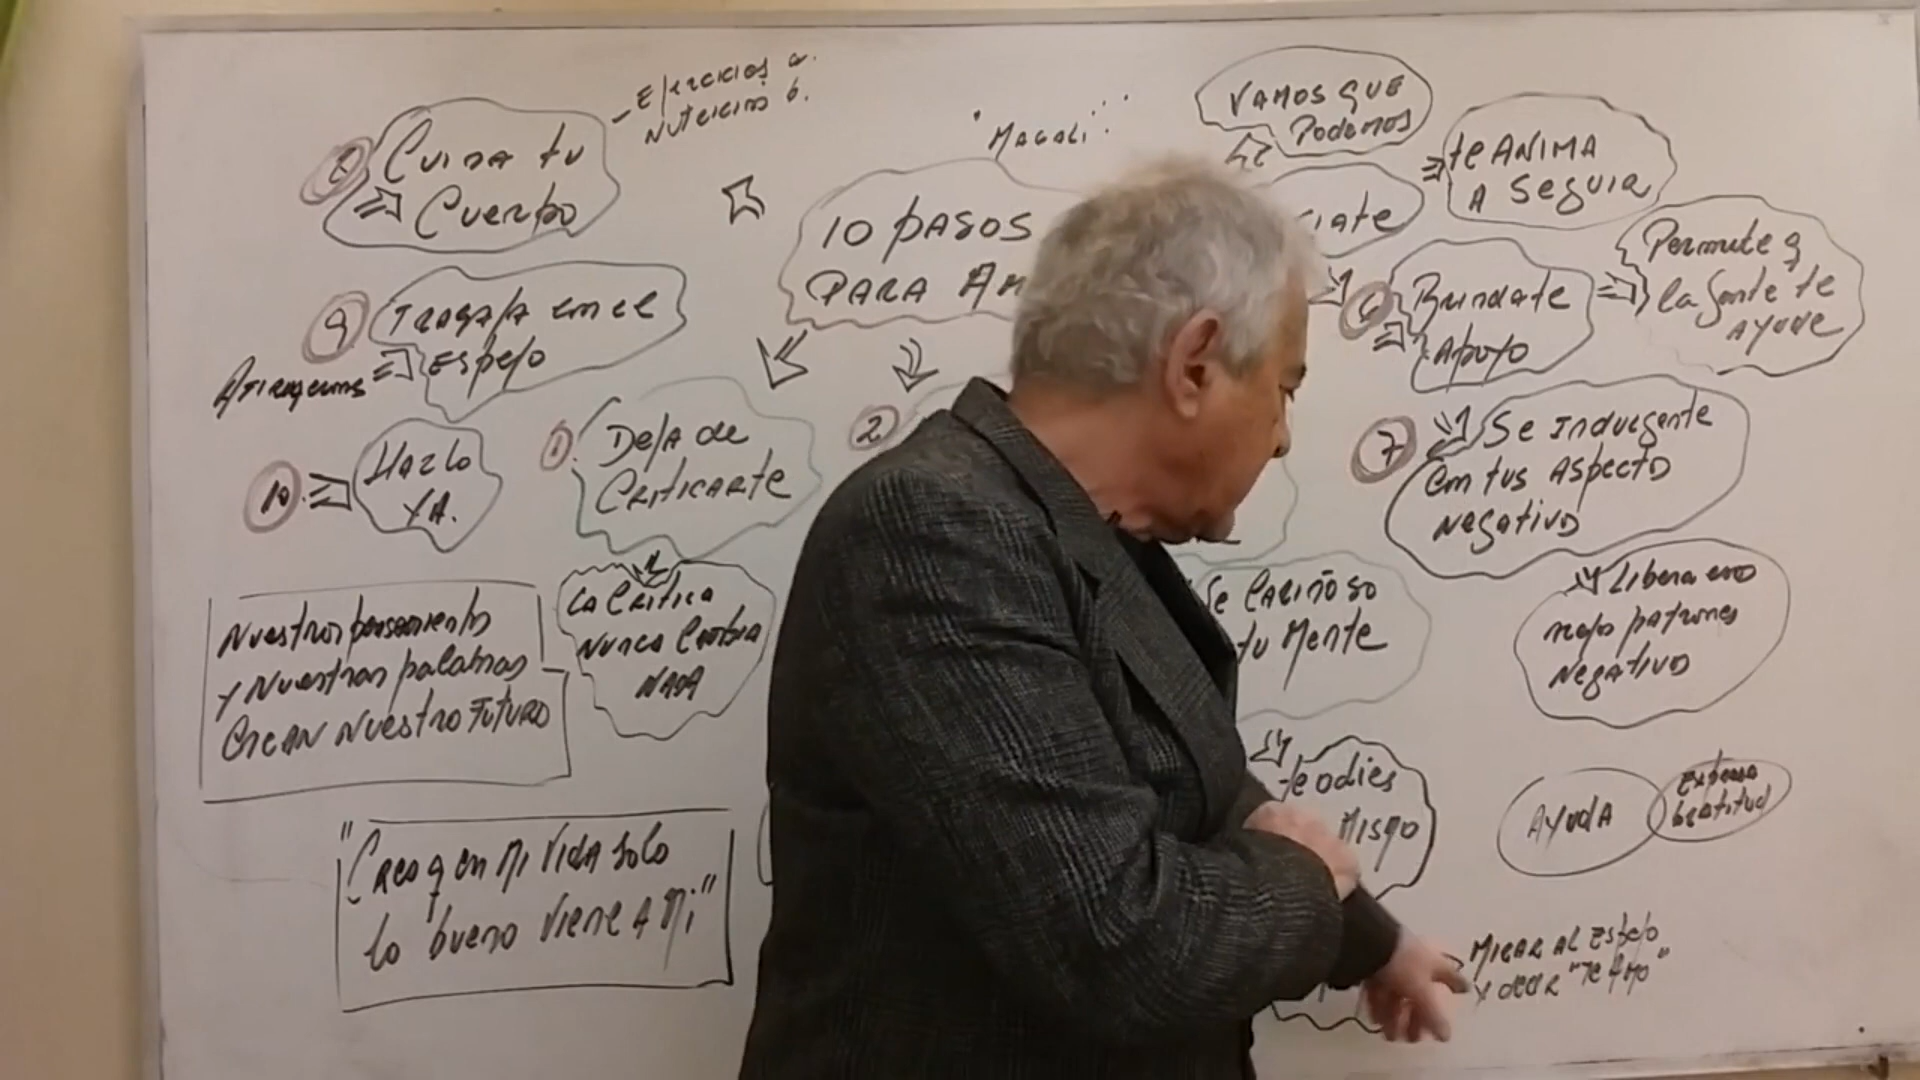 Ejercicios a.
Nutricion b.
8
Cuida tu
Cuerpo
"Magali"
10 pasos
para Am
Vamos que
Podemos
te anima
a seguir
iate
6
Brindate
Apoyo
Permite q
la gente te
ayude
9
Trabaja en el
Espejo
10
Hazlo
Ya.
1
Deja de
Criticarte
La Critica
nunca Cambia
nada
2
7
Se indulgente
con tus aspecto
negativo
Libera esos
viejos patrones
negativos
Se cariñoso
tu Mente
Nuestros pensamientos
y nuestras palabras
Crean nuestro Futuro
"Creo q en mi vida solo
lo bueno viene a mi"
te odies
Mismo
Ayuda
Expresa
Gratitud
Mirar al Espejo
y decir "Te Amo"